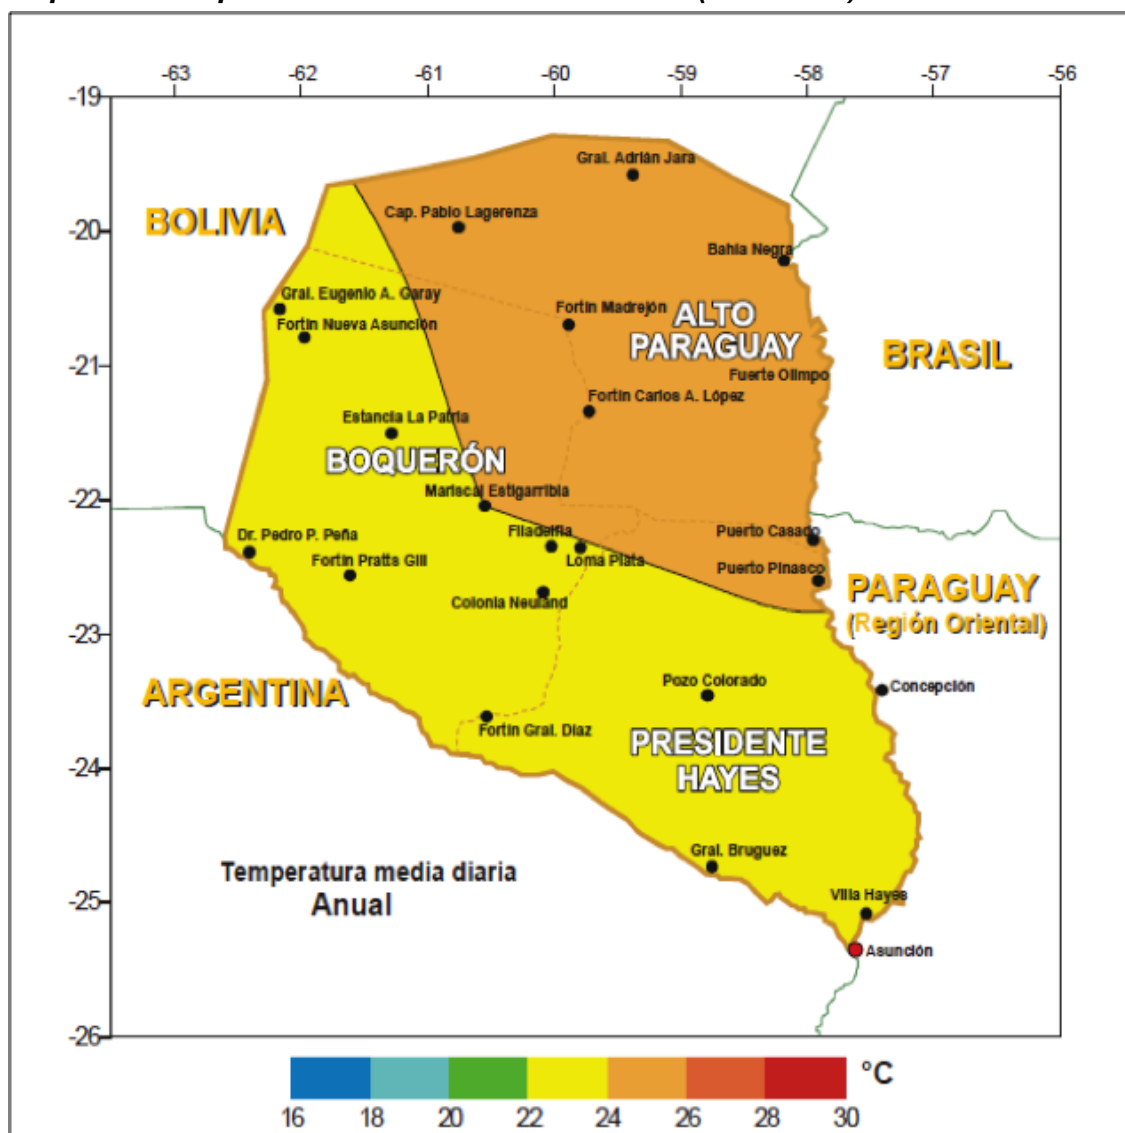 -63 -62 -61 -60 -59 -58 -57 -56
-19
Gral. Adrián Jara
BOLIVIA
Cap. Pablo Lagerenza
-20
Bahía Negra
Gral. Eugenio A. Garay
Fortín Madrejón
ALTO
PARAGUAY
Fortín Nueva Asunción
BRASIL
-21
Fuerte Olimpo
Fortín Carlos A. López
Estancia La Patria
BOQUERÓN
Mariscal Estigarribia
-22
Filadelfia
Puerto Casado
Dr. Pedro P. Peña
Fortín Pratts Gill
Loma Plata
Puerto Pinasco
PARAGUAY
(Región Oriental)
Colonia Neuland
-23
ARGENTINA
Pozo Colorado
Concepción
Fortín Gral. Díaz
PRESIDENTE
HAYES
-24
Gral. Bruguez
Temperatura media diaria
Anual
-25
Villa Hayes
Asunción
-26
°C
16 18 20 22 24 26 28 30